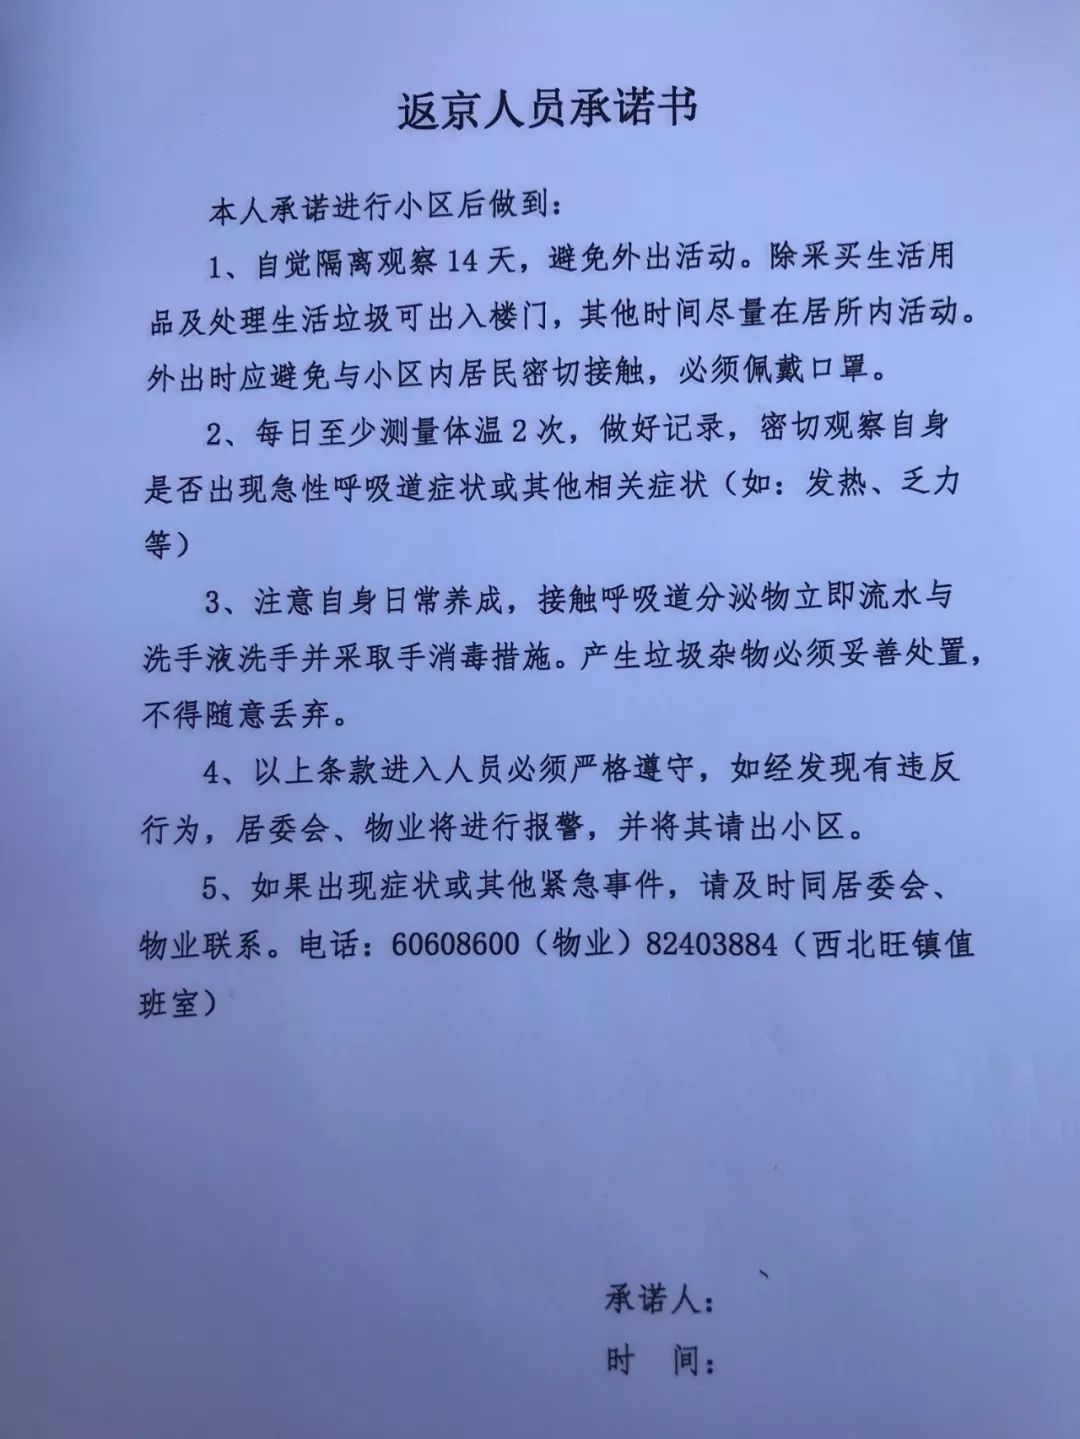 返京人员承诺书
本人承诺进行小区后做到：
1、自觉隔离观察14天，避免外出活动。除采买生活用
品及处理生活垃圾可出入楼门，其他时间尽量在居所内活动。
外出时应避免与小区内居民密切接触，必须佩戴口罩。
2、每日至少测量体温2次，做好记录，密切观察自身
是否出现急性呼吸道症状或其他相关症状（如：发热、乏力
等）
3、注意自身日常养成，接触呼吸道分泌物立即流水与
洗手液洗手并采取手消毒措施。产生垃圾杂物必须妥善处置，
不得随意丢弃。
4、以上条款进入人员必须严格遵守，如经发现有违反
行为，居委会、物业将进行报警，并将其请出小区。
5、如果出现症状或其他紧急事件，请及时同居委会、
物业联系。电话：60608600（物业）82403884（西北旺镇值
班室）
承诺人：
时　间：